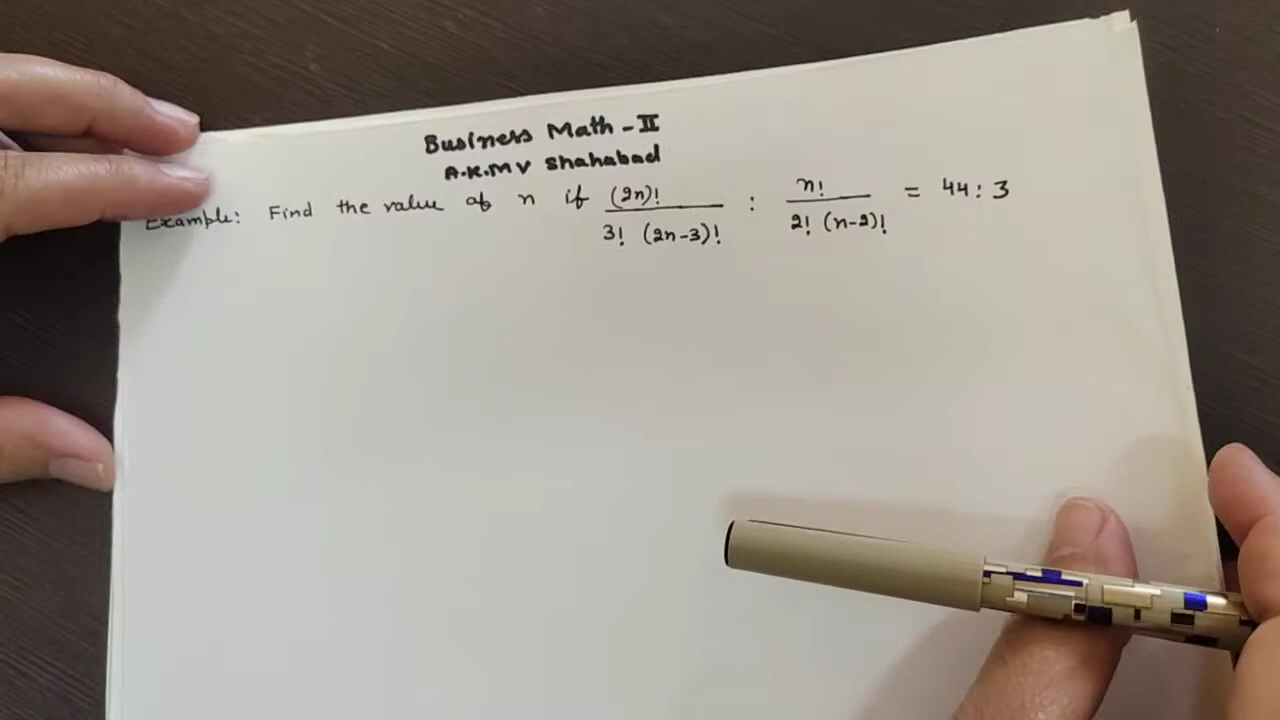 Business Math - II
A.K.M V Shahabad
Example: Find the value of n if (2n)! / 3! (2n-3)! : n! / 2! (n-2)! = 44 : 3